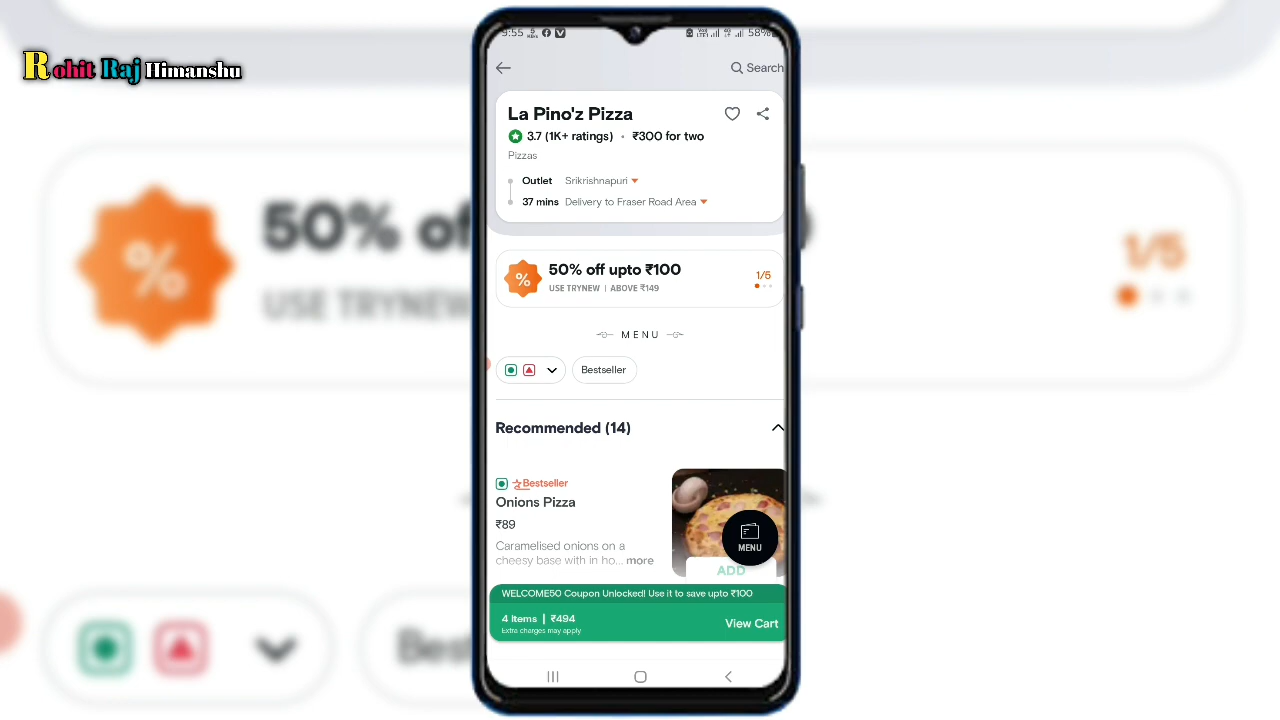 Rohit Raj Himanshu
9:55 58%
Search
La Pino'z Pizza
3.7 (1K+ ratings) • ₹300 for two
Pizzas
Outlet Srikrishnapuri
37 mins Delivery to Fraser Road Area
% 50% off upto ₹100
USE TRYNEW | ABOVE ₹149
1/5
MENU
Bestseller
Recommended (14)
Bestseller
Onions Pizza
₹89
Caramelised onions on a
cheesy base with in ho... more
MENU
ADD
WELCOME50 Coupon Unlocked! Use it to save upto ₹100
4 Items | ₹494
Extra charges may apply
View Cart
% 50% of
USE TRYNEW
1/5
Best